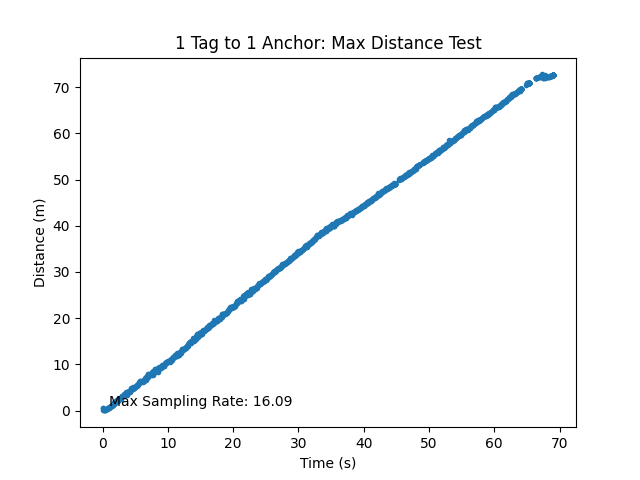 1 Tag to 1 Anchor: Max Distance Test
70
60
50
40
30
20
10
0
Distance (m)
Max Sampling Rate: 16.09
0 10 20 30 40 50 60 70
Time (s)